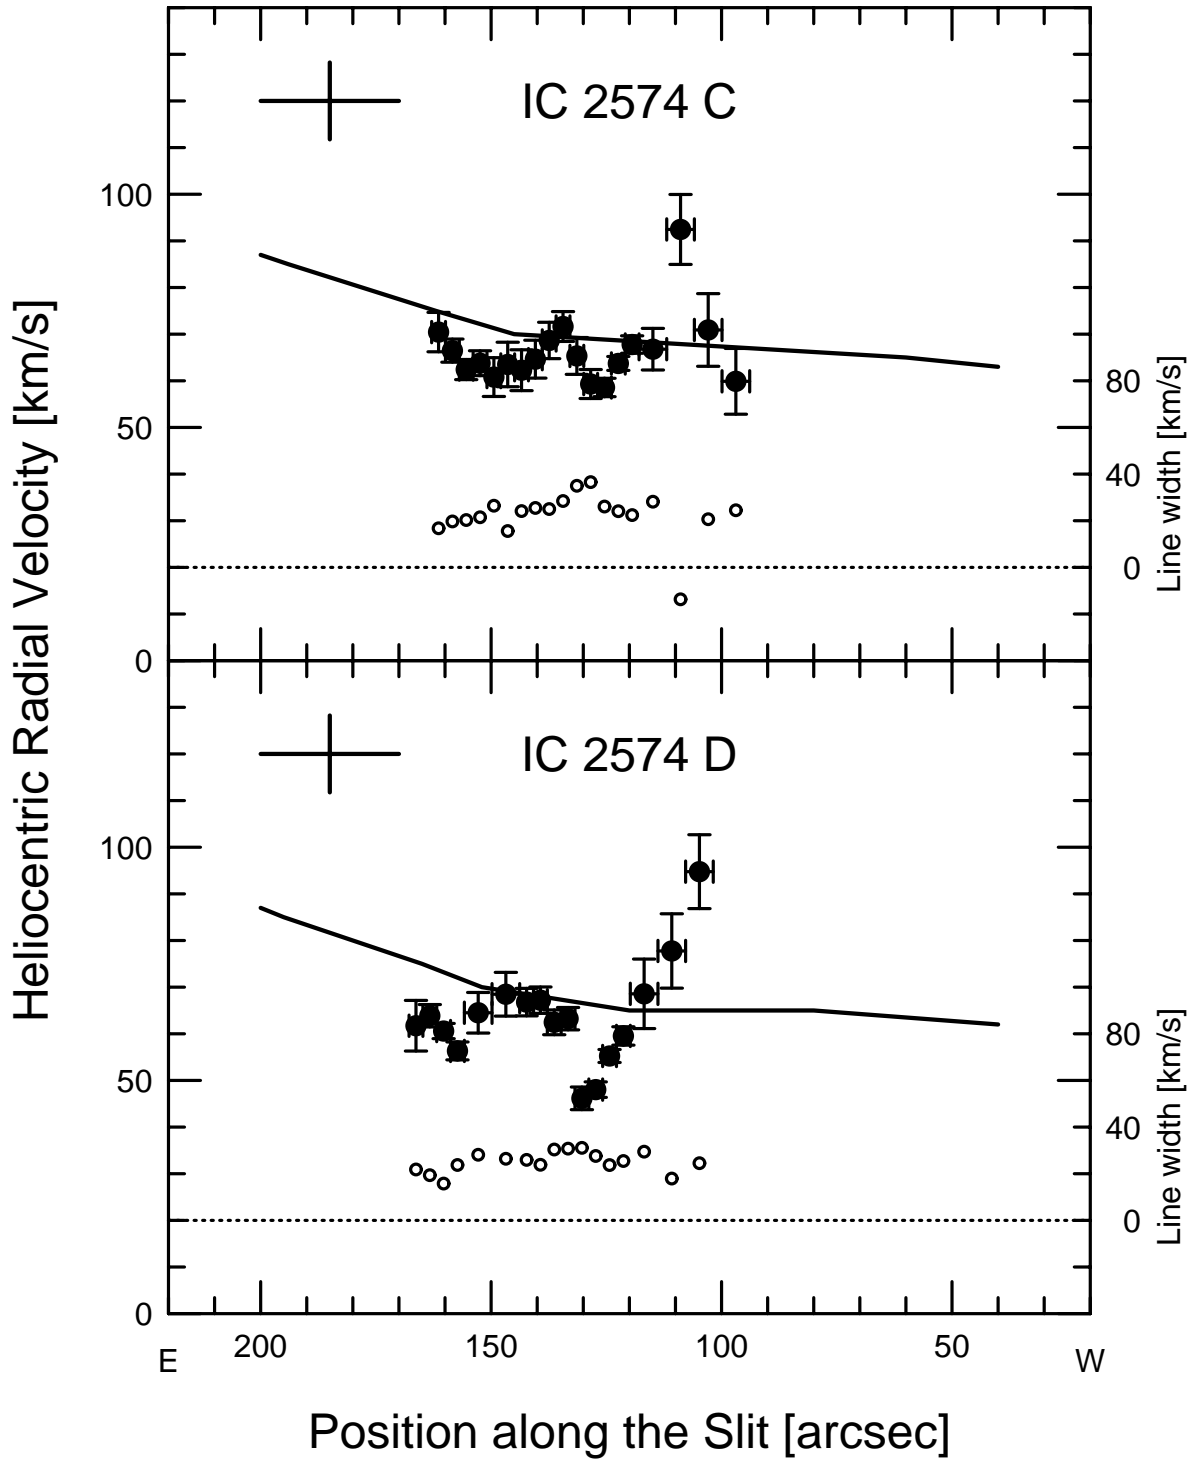 IC 2574 C
100
50
0
80
40
0
Line width [km/s]
Heliocentric Radial Velocity [km/s]
IC 2574 D
100
50
0
80
40
0
Line width [km/s]
E 200 150 100 50 W
Position along the Slit [arcsec]